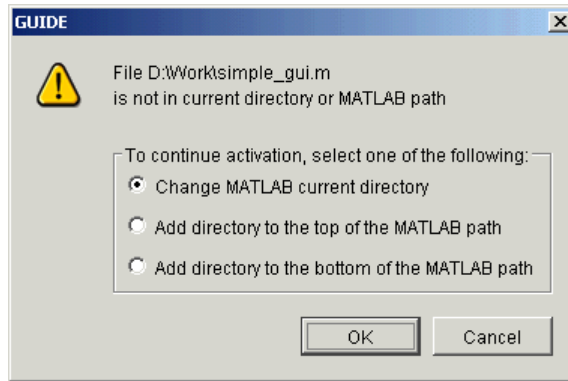 GUIDE
File D:\Work\simple_gui.m
is not in current directory or MATLAB path
To continue activation, select one of the following:
Change MATLAB current directory
Add directory to the top of the MATLAB path
Add directory to the bottom of the MATLAB path
OK Cancel